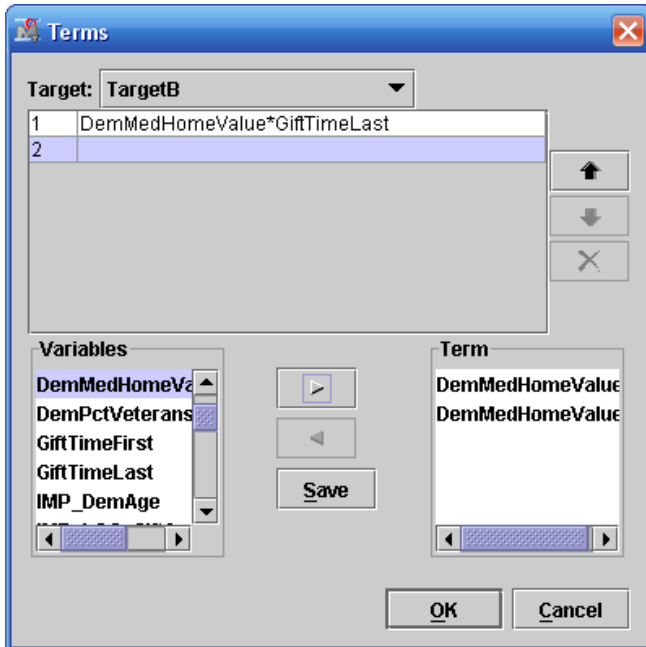 Terms
Target: TargetB
1 DemMedHomeValue*GiftTimeLast
2
Variables
DemMedHomeVa
DemPctVeterans
GiftTimeFirst
GiftTimeLast
IMP_DemAge
Save
Term
DemMedHomeValue
DemMedHomeValue
OK Cancel